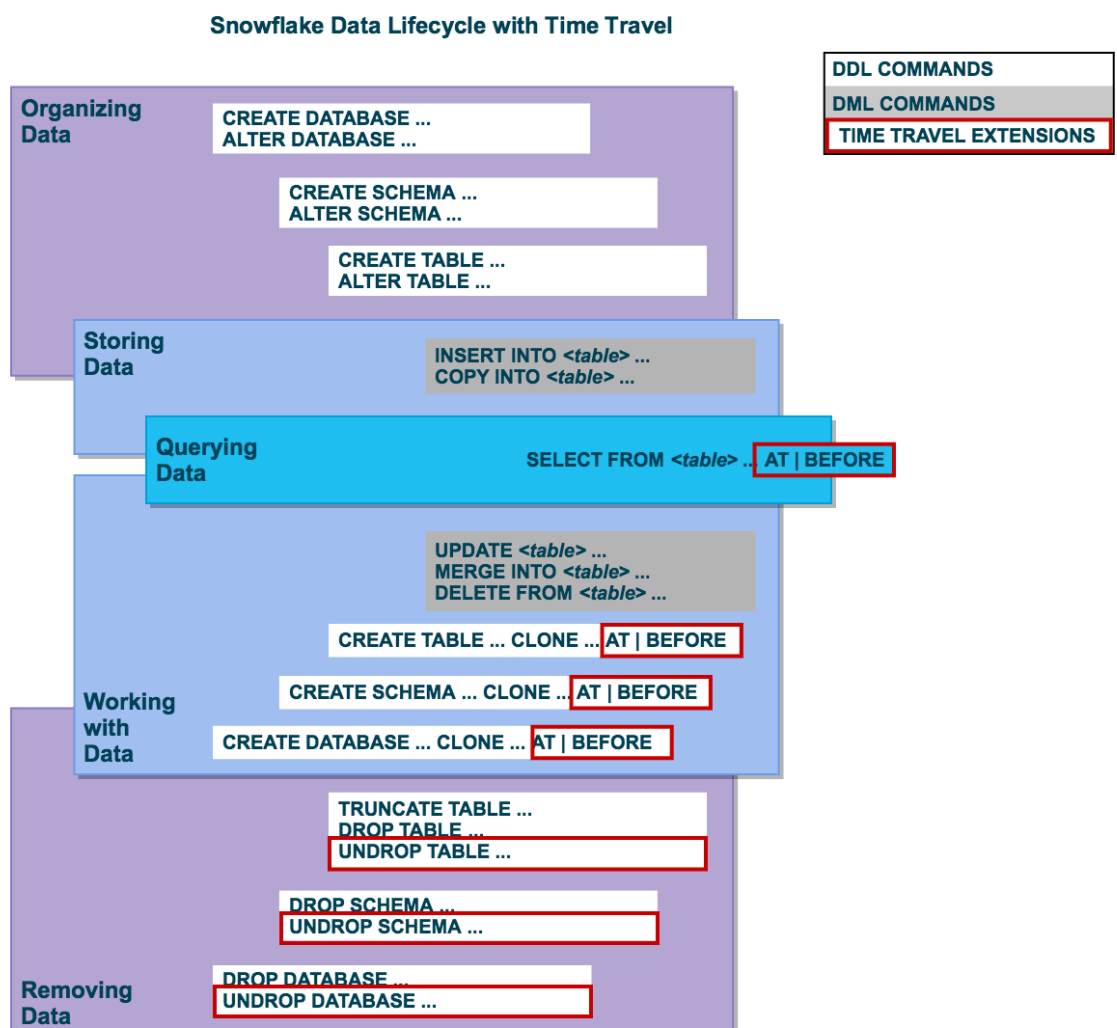 Snowflake Data Lifecycle with Time Travel
DDL COMMANDS
DML COMMANDS
TIME TRAVEL EXTENSIONS
Organizing
Data
CREATE DATABASE ...
ALTER DATABASE ...
CREATE SCHEMA ...
ALTER SCHEMA ...
CREATE TABLE ...
ALTER TABLE ...
Storing
Data
INSERT INTO <table> ...
COPY INTO <table> ...
Querying
Data
SELECT FROM <table> ... AT | BEFORE
UPDATE <table> ...
MERGE INTO <table> ...
DELETE FROM <table> ...
CREATE TABLE ... CLONE ... AT | BEFORE
CREATE SCHEMA ... CLONE ... AT | BEFORE
CREATE DATABASE ... CLONE ... AT | BEFORE
Working
with
Data
TRUNCATE TABLE ...
DROP TABLE ...
UNDROP TABLE ...
DROP SCHEMA ...
UNDROP SCHEMA ...
DROP DATABASE ...
UNDROP DATABASE ...
Removing
Data